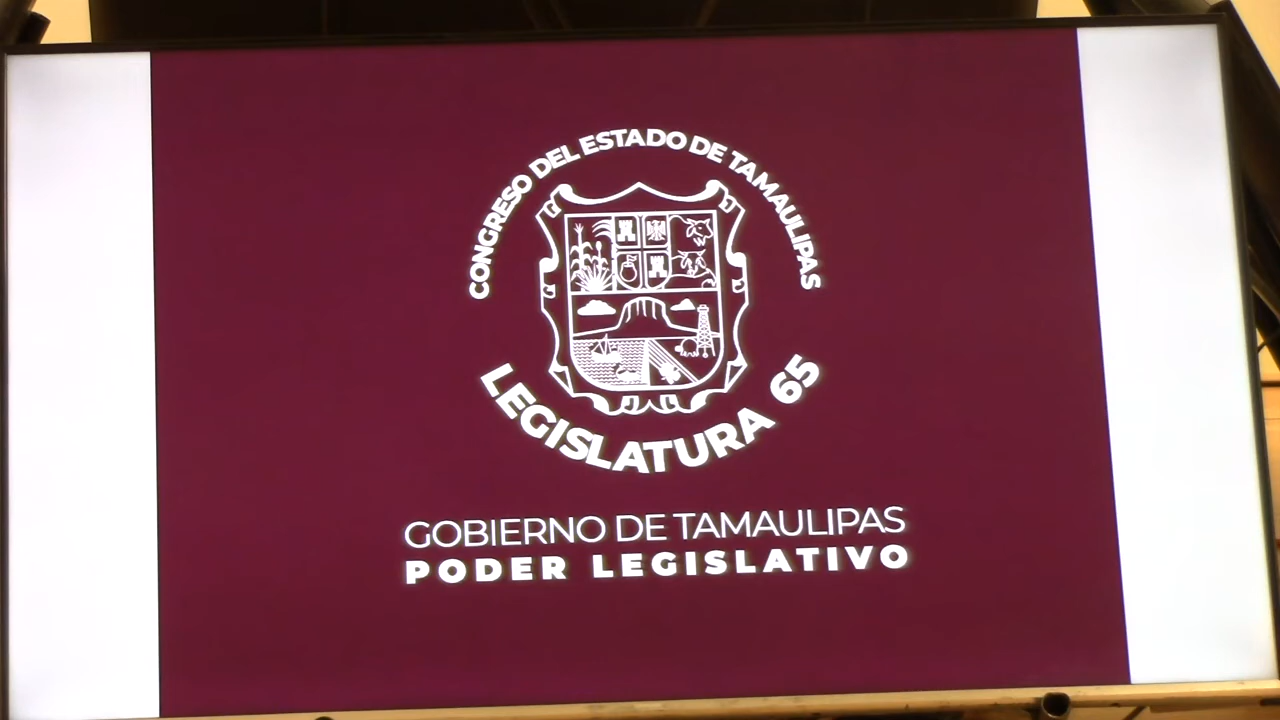 CONGRESO DEL ESTADO DE TAMAULIPAS
LEGISLATURA 65
GOBIERNO DE TAMAULIPAS
PODER LEGISLATIVO